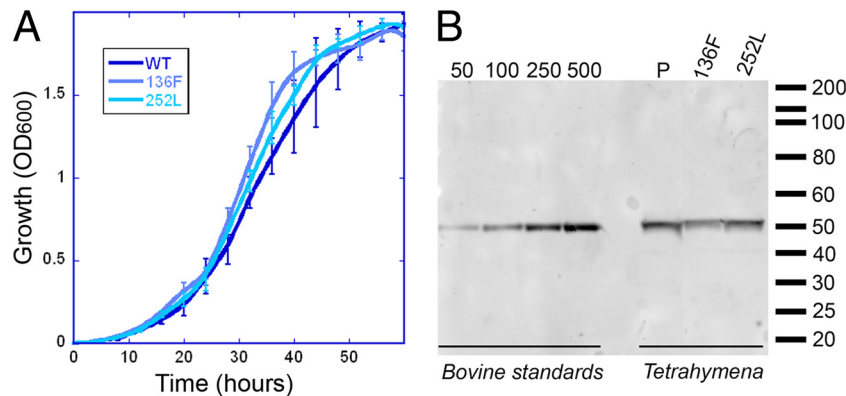 A
WT
136F
252L
Growth (OD600)
1.5
1
0.5
0
0 10 20 30 40 50
Time (hours)
B
50 100 250 500 P 136F 252L
200
100
80
60
50
40
30
25
20
Bovine standards Tetrahymena